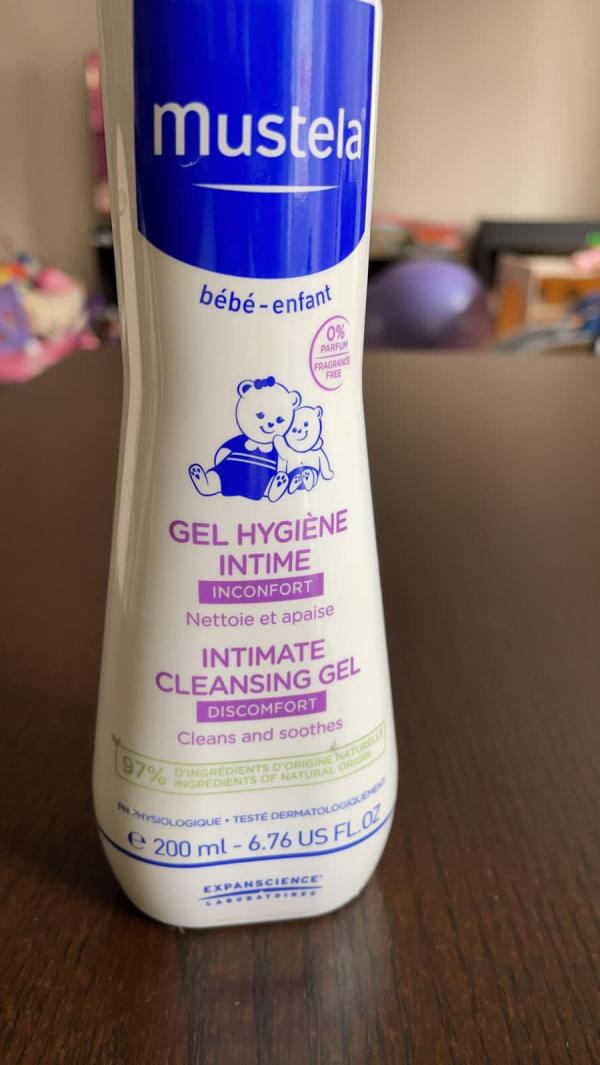 mustela®
bébé-enfant
0%
PARFUM
FRAGRANCE
FREE
GEL HYGIÈNE
INTIME
INCONFORT
Nettoie et apaise
INTIMATE
CLEANSING GEL
DISCOMFORT
Cleans and soothes
97% D'INGRÉDIENTS D'ORIGINE NATURELLE
INGREDIENTS OF NATURAL ORIGIN
PH PHYSIOLOGIQUE • TESTÉ DERMATOLOGIQUEMENT
℮ 200 ml - 6.76 US FL.OZ
EXPANSCIENCE®
LABORATOIRES